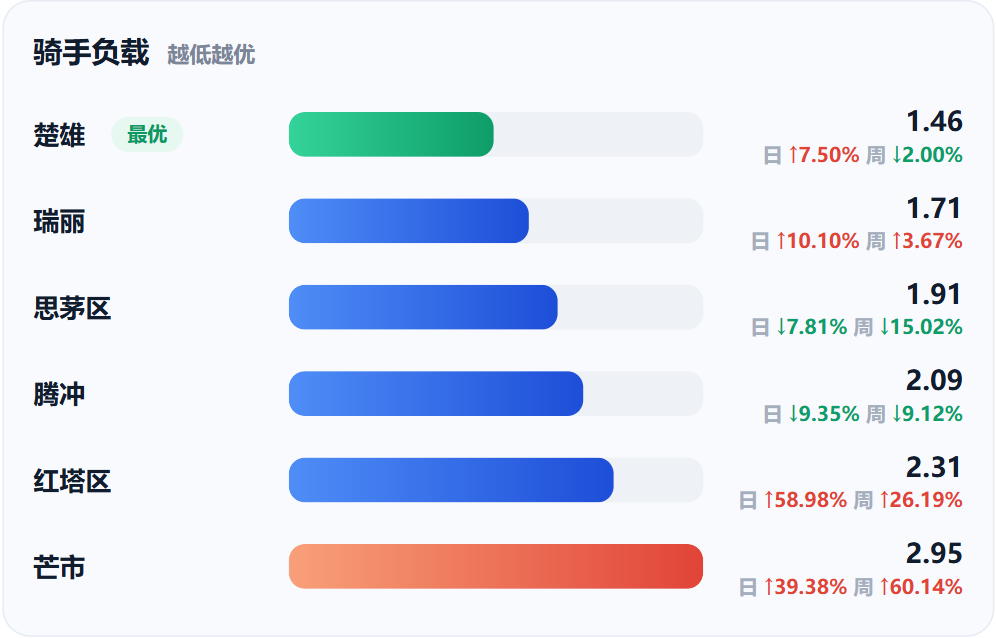 骑手负载 越低越优
楚雄 最优 1.46
日 ↑7.50% 周 ↓2.00%
瑞丽 1.71
日 ↑10.10% 周 ↑3.67%
思茅区 1.91
日 ↓7.81% 周 ↓15.02%
腾冲 2.09
日 ↓9.35% 周 ↓9.12%
红塔区 2.31
日 ↑58.98% 周 ↑26.19%
芒市 2.95
日 ↑39.38% 周 ↑60.14%